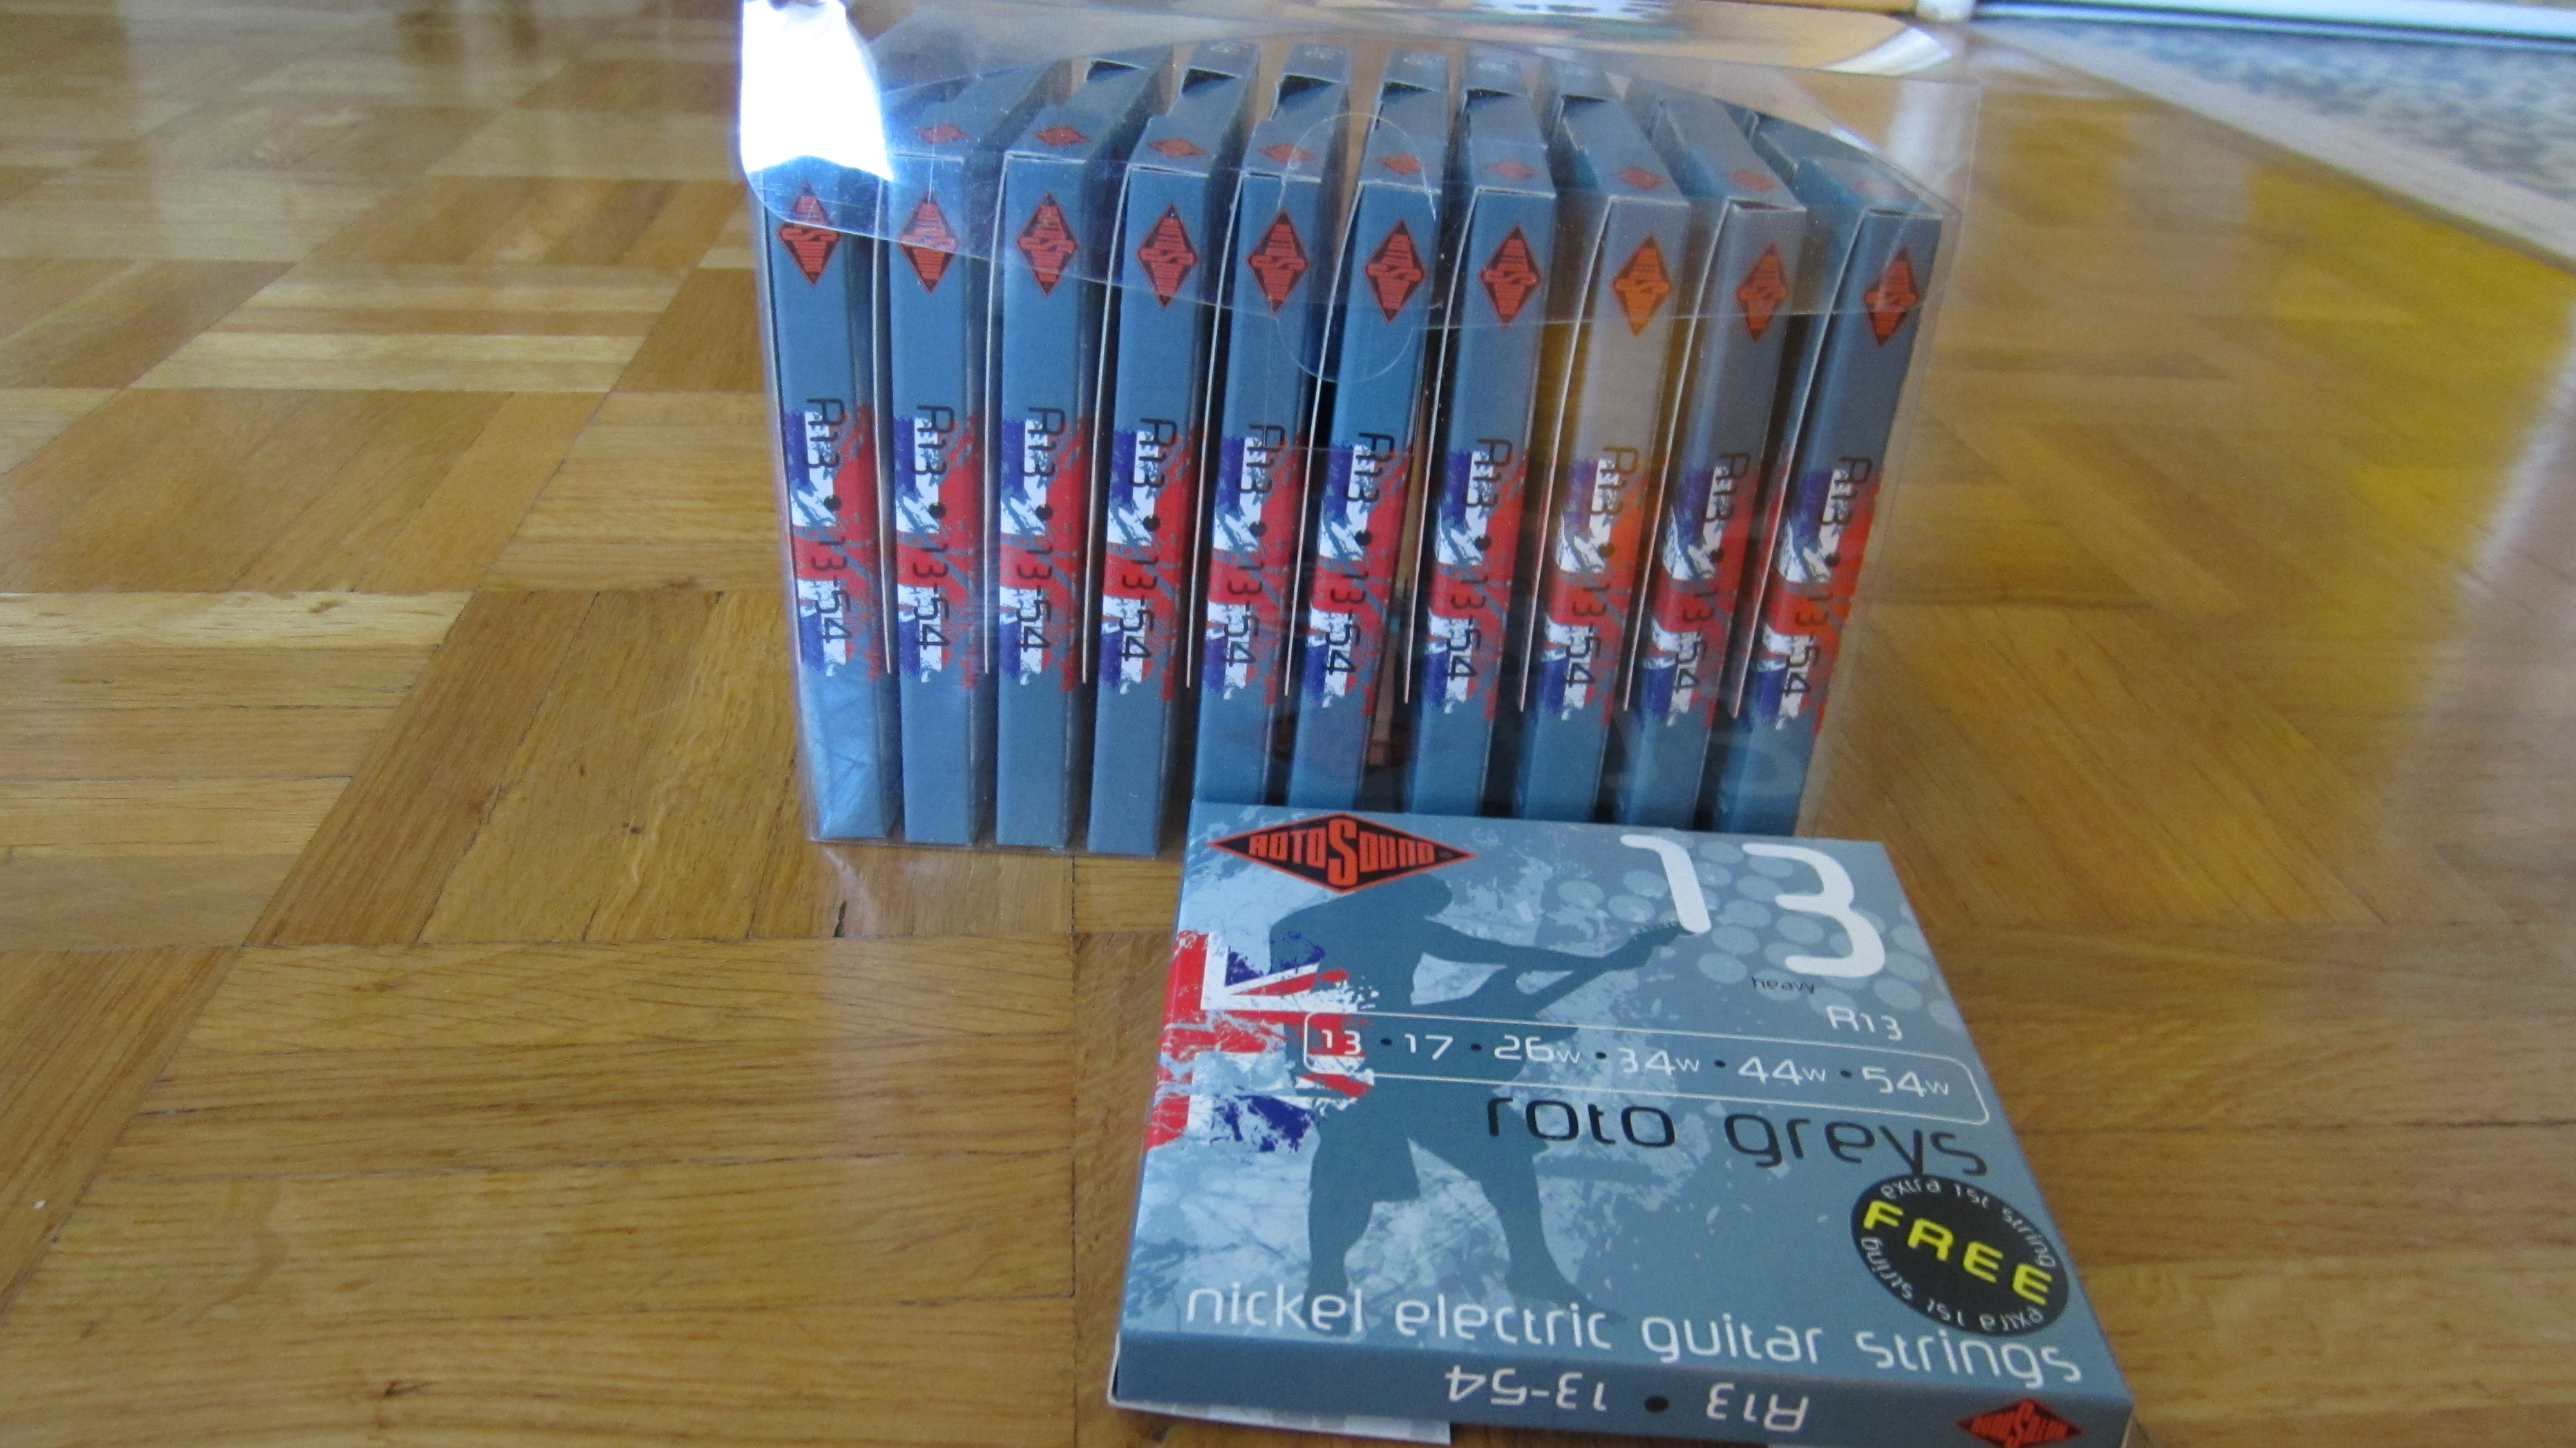 R13 • 13-54
R13 • 13-54
R13 • 13-54
R13 • 13-54
R13 • 13-54
R13 • 13-54
R13 • 13-54
R13 • 13-54
R13 • 13-54
R13 • 13-54
ROTOSOUND
13
heavy
R13
13 • 17 • 26w • 34w • 44w • 54w
roto greys
extra 1st string
FREE
extra 1st string
nickel electric guitar strings
R13 • 13-54
ROTOSOUND